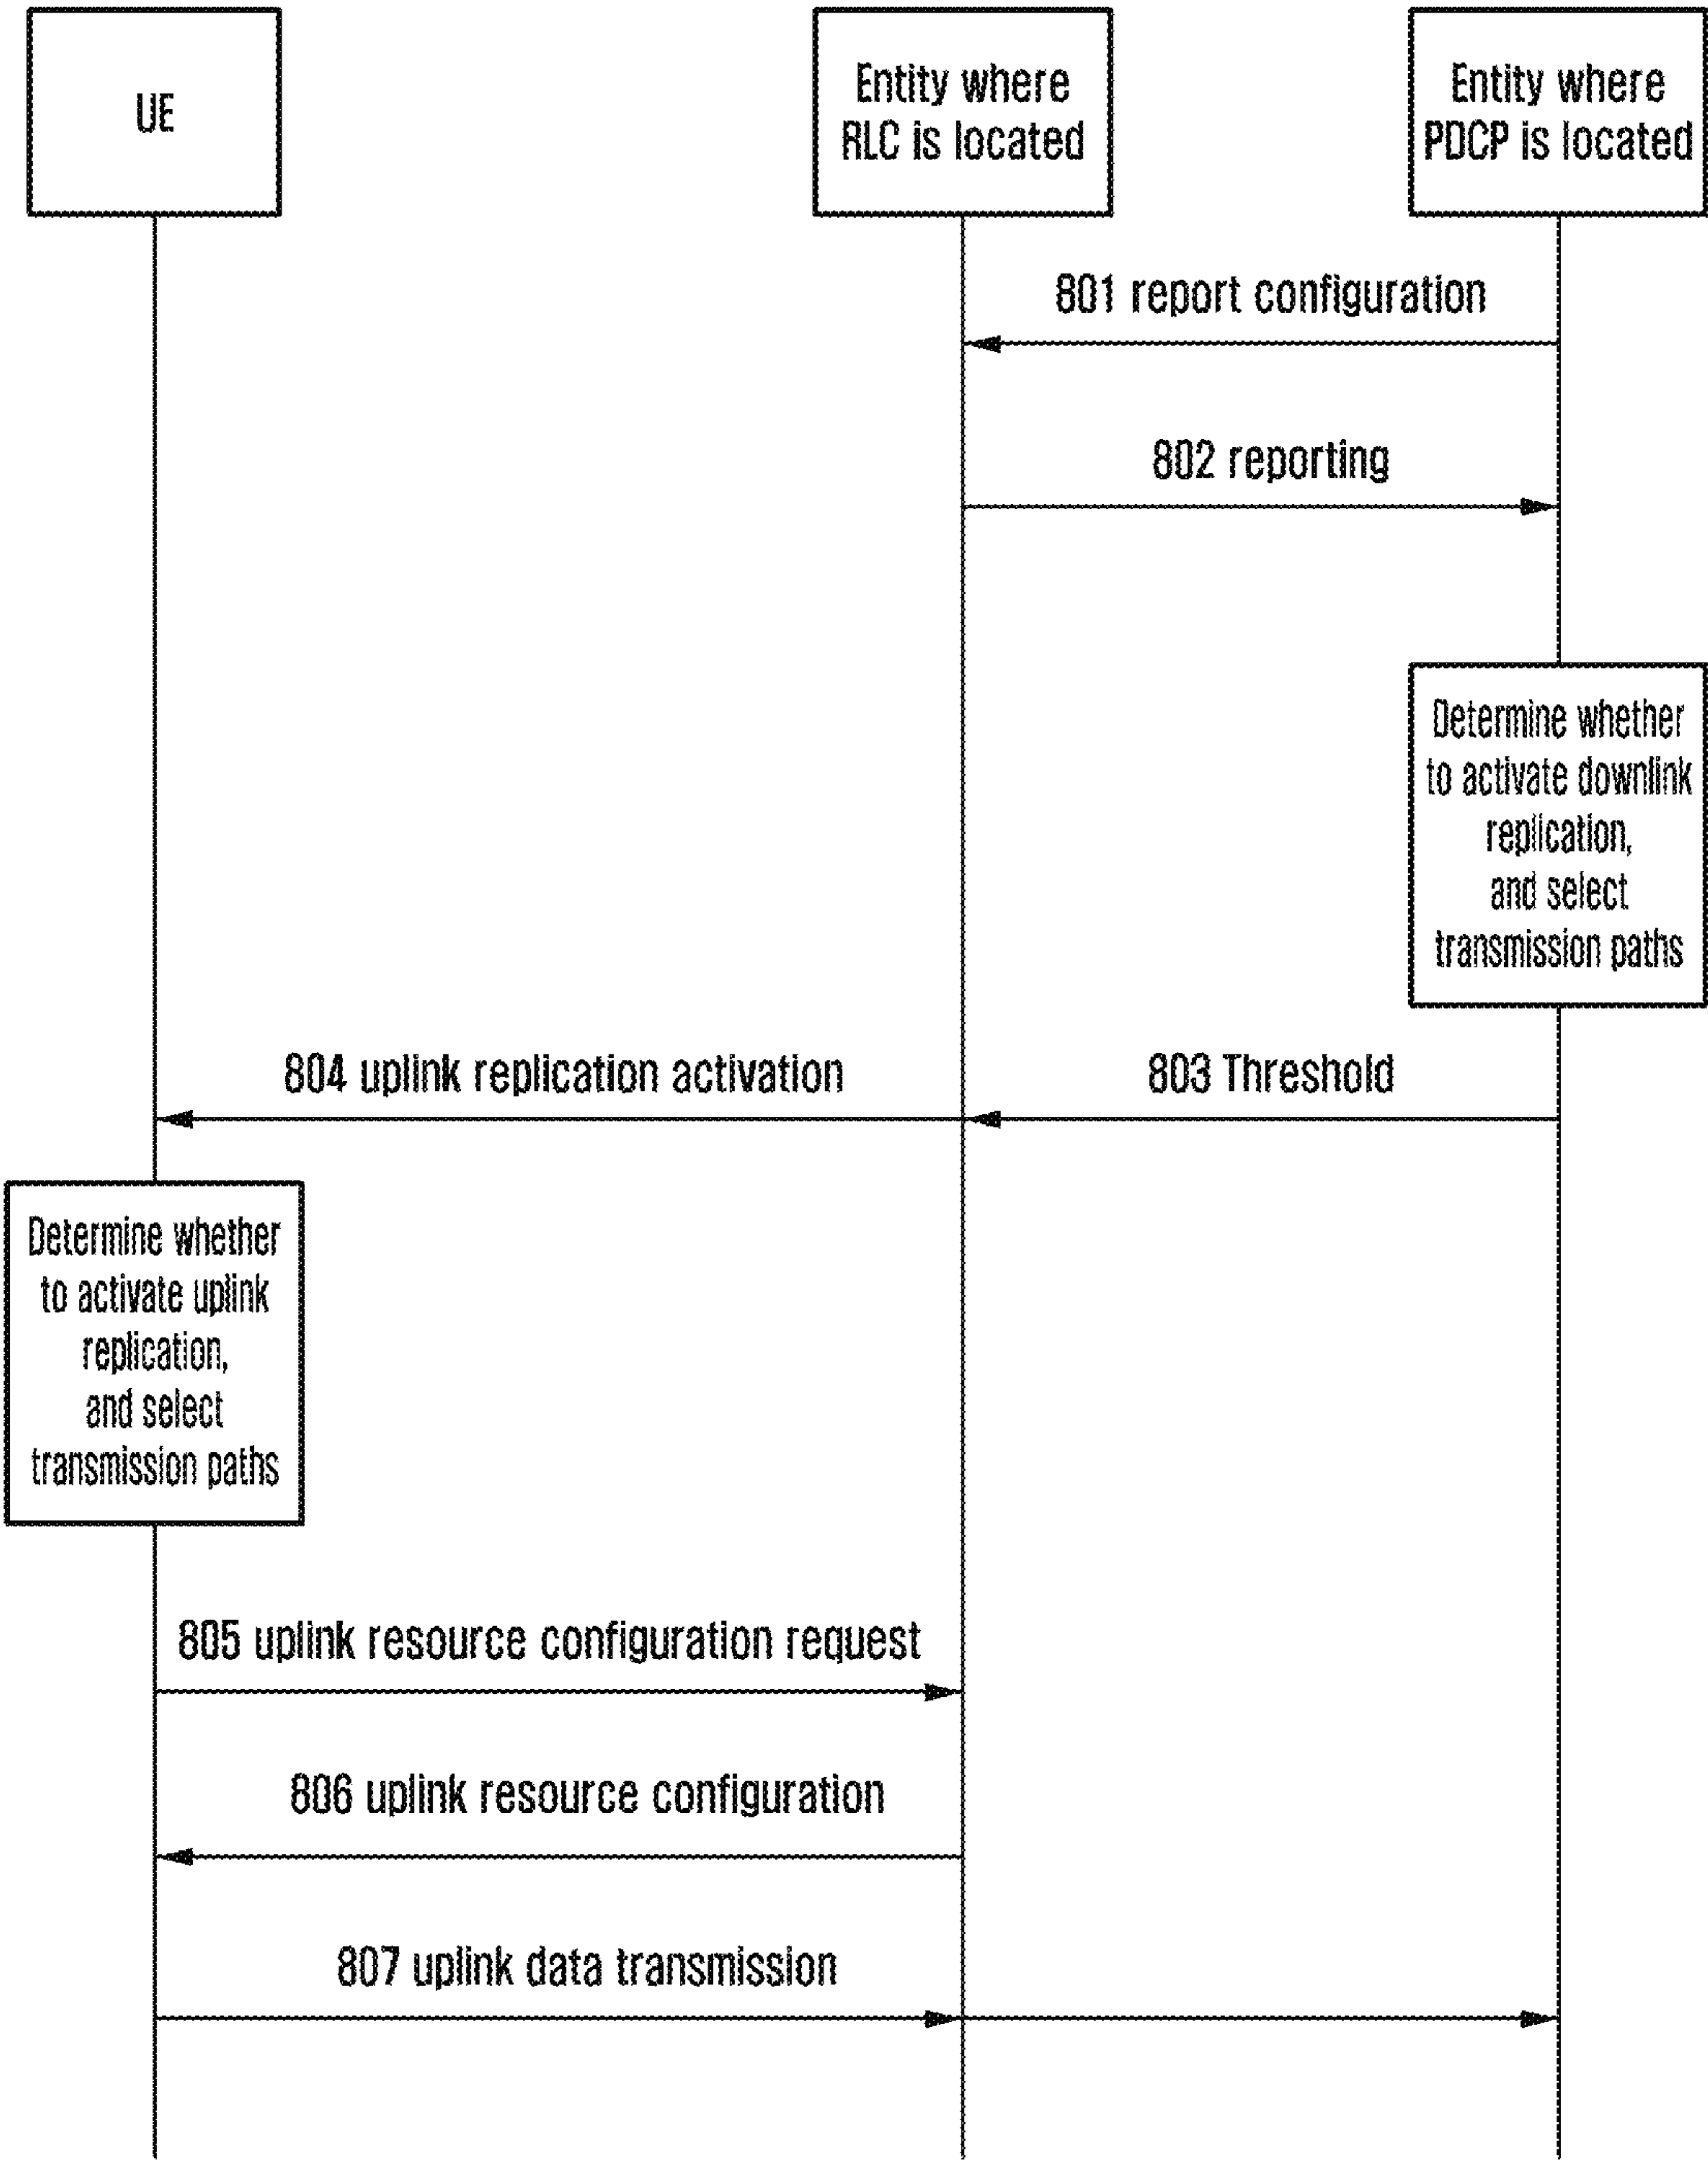 UE
Entity where
RLC is located
Entity where
PDCP is located
801 report configuration
802 reporting
Determine whether
to activate downlink
replication,
and select
transmission paths
804 uplink replication activation
803 Threshold
Determine whether
to activate uplink
replication,
and select
transmission paths
805 uplink resource configuration request
806 uplink resource configuration
807 uplink data transmission